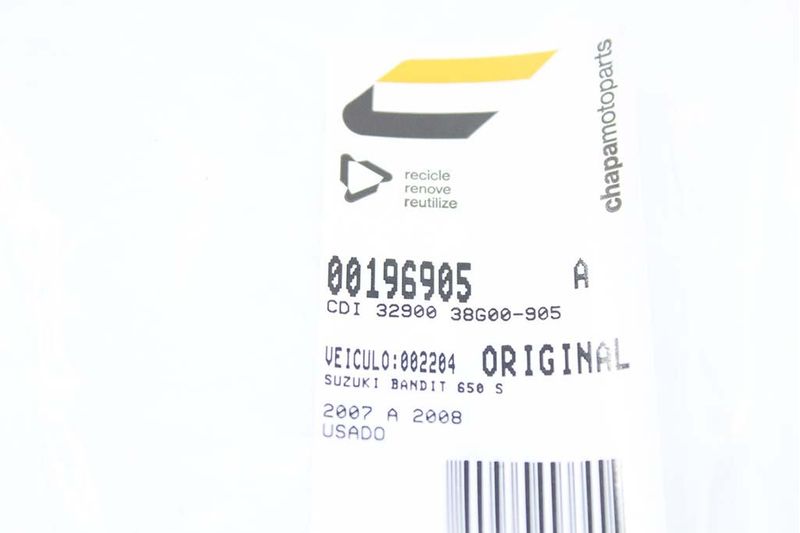 chapamotoparts
recicle
renove
reutilize
00196905 A
CDI 32900 38G00-905
VEICULO:002204 ORIGINAL
SUZUKI BANDIT 650 S
2007 A 2008
USADO